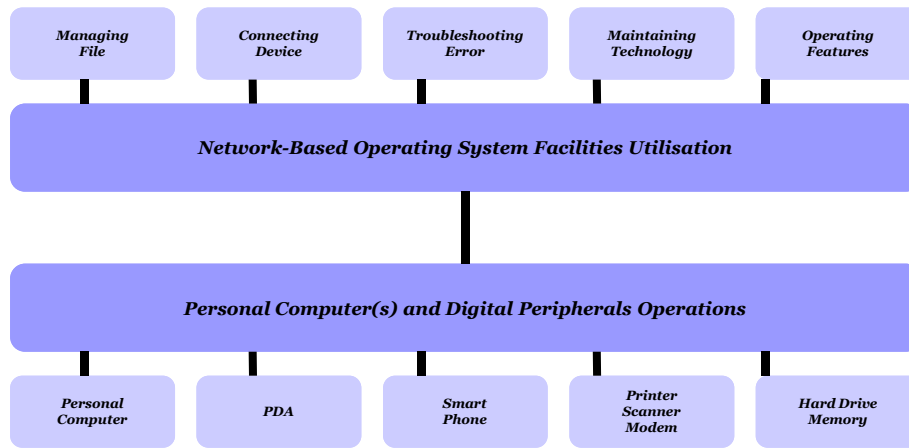 Managing
File
Connecting
Device
Troubleshooting
Error
Maintaining
Technology
Operating
Features
Network-Based Operating System Facilities Utilisation
Personal Computer(s) and Digital Peripherals Operations
Personal
Computer
PDA
Smart
Phone
Printer
Scanner
Modem
Hard Drive
Memory